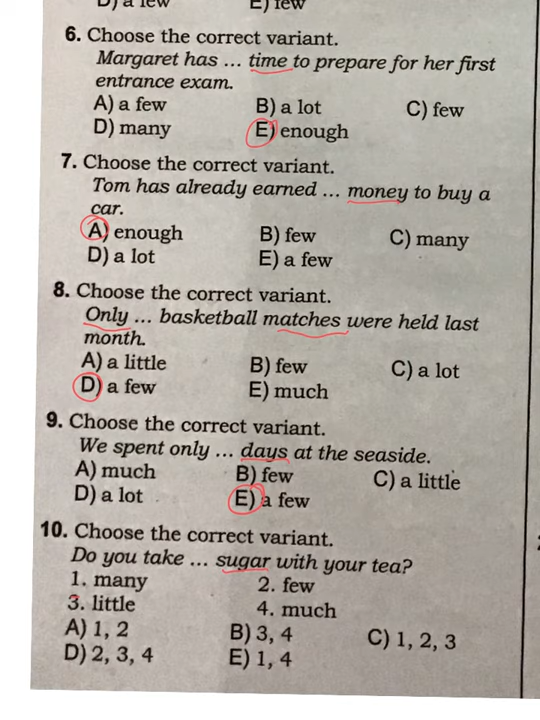 D) a few E) few
6. Choose the correct variant.
Margaret has ... time to prepare for her first
entrance exam.
A) a few B) a lot C) few
D) many E) enough
7. Choose the correct variant.
Tom has already earned ... money to buy a
car.
A) enough B) few C) many
D) a lot E) a few
8. Choose the correct variant.
Only ... basketball matches were held last
month.
A) a little B) few C) a lot
D) a few E) much
9. Choose the correct variant.
We spent only ... days at the seaside.
A) much B) few C) a little
D) a lot E) a few
10. Choose the correct variant.
Do you take ... sugar with your tea?
1. many 2. few
3. little 4. much
A) 1, 2 B) 3, 4 C) 1, 2, 3
D) 2, 3, 4 E) 1, 4